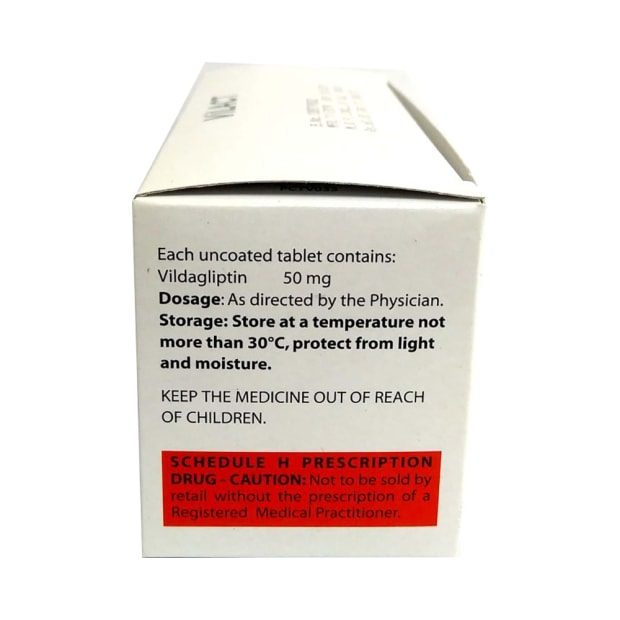 VILACT
Each uncoated tablet contains:
Vildagliptin 50 mg
Dosage: As directed by the Physician.
Storage: Store at a temperature not
more than 30°C, protect from light
and moisture.
KEEP THE MEDICINE OUT OF REACH
OF CHILDREN.
SCHEDULE H PRESCRIPTION
DRUG - CAUTION: Not to be sold by
retail without the prescription of a
Registered Medical Practitioner.